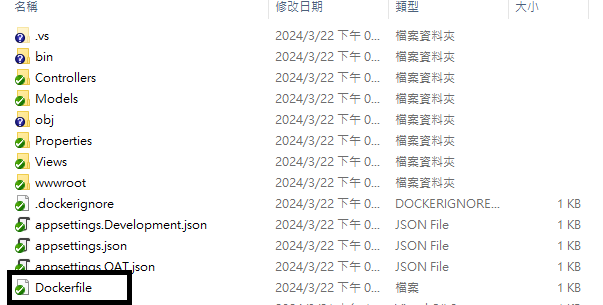 名稱 修改日期 類型 大小
.vs 2024/3/22 下午 0... 檔案資料夾
bin 2024/3/22 下午 0... 檔案資料夾
Controllers 2024/3/22 下午 0... 檔案資料夾
Models 2024/3/22 下午 0... 檔案資料夾
obj 2024/3/22 下午 0... 檔案資料夾
Properties 2024/3/22 下午 0... 檔案資料夾
Views 2024/3/22 下午 0... 檔案資料夾
wwwroot 2024/3/22 下午 0... 檔案資料夾
.dockerignore 2024/3/22 下午 0... DOCKERIGNORE... 1 KB
appsettings.Development.json 2024/3/22 下午 0... JSON File 1 KB
appsettings.json 2024/3/22 下午 0... JSON File 1 KB
appsettings.OAT.json 2024/3/22 下午 0... JSON File 1 KB
Dockerfile 2024/3/22 下午 0... 檔案 1 KB